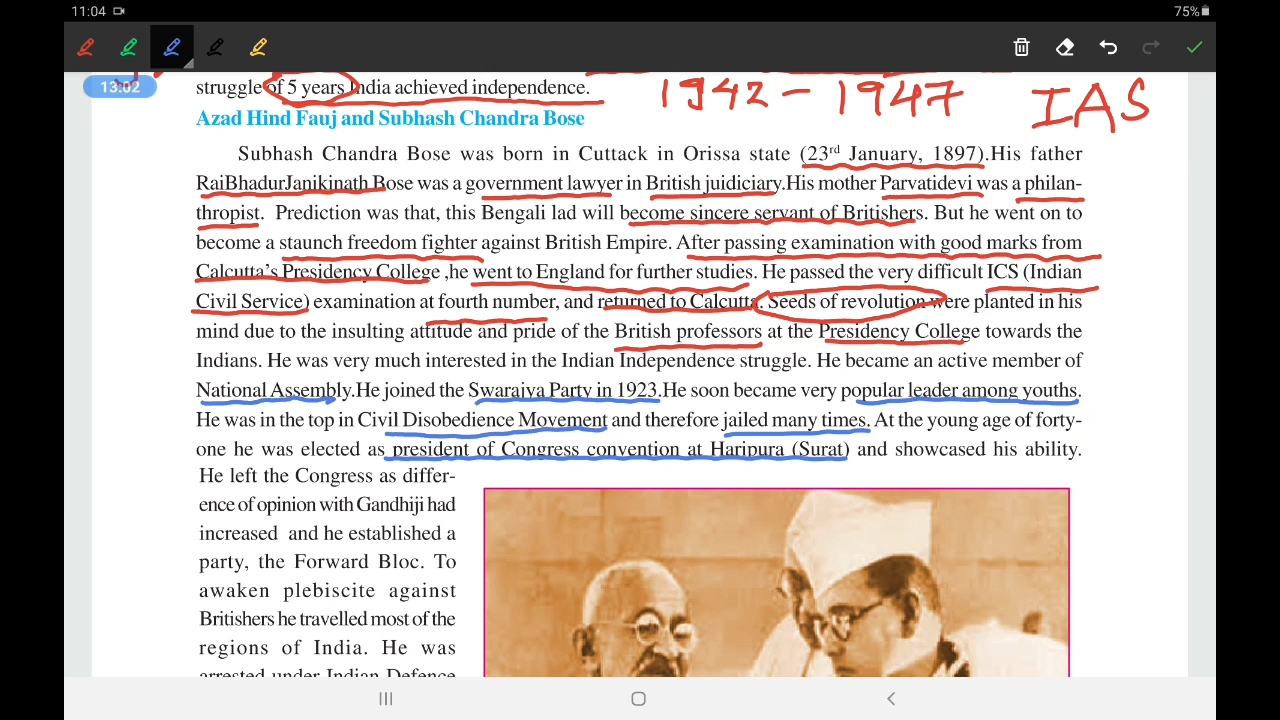 11:04
75%
13:02
struggle of 5 years India achieved independence.
1942 - 1947 IAS
Azad Hind Fauj and Subhash Chandra Bose
Subhash Chandra Bose was born in Cuttack in Orissa state (23rd January, 1897).His father
RaiBhadurJanikinath Bose was a government lawyer in British juidiciary.His mother Parvatidevi was a philan-
thropist. Prediction was that, this Bengali lad will become sincere servant of Britishers. But he went on to
become a staunch freedom fighter against British Empire. After passing examination with good marks from
Calcutta's Presidency College ,he went to England for further studies. He passed the very difficult ICS (Indian
Civil Service) examination at fourth number, and returned to Calcutta. Seeds of revolution were planted in his
mind due to the insulting attitude and pride of the British professors at the Presidency College towards the
Indians. He was very much interested in the Indian Independence struggle. He became an active member of
National Assembly.He joined the Swarajya Party in 1923.He soon became very popular leader among youths.
He was in the top in Civil Disobedience Movement and therefore jailed many times. At the young age of forty-
one he was elected as president of Congress convention at Haripura (Surat) and showcased his ability.
He left the Congress as differ-
ence of opinion with Gandhiji had
increased and he established a
party, the Forward Bloc. To
awaken plebiscite against
Britishers he travelled most of the
regions of India. He was
arrested under Indian Defence